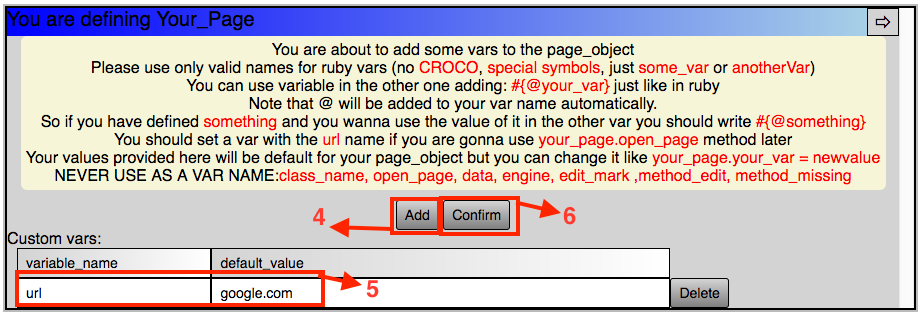 You are defining Your_Page
⇨
You are about to add some vars to the page_object
Please use only valid names for ruby vars (no CROCO, special symbols, just some_var or anotherVar)
You can use variable in the other one adding: #{@your_var} just like in ruby
Note that @ will be added to your var name automatically.
So if you have defined something and you wanna use the value of it in the other var you should write #{@something}
You should set a var with the url name if you are gonna use your_page.open_page method later
Your values provided here will be default for your page_object but you can change it like your_page.your_var = newvalue
NEVER USE AS A VAR NAME:class_name, open_page, data, engine, edit_mark ,method_edit, method_missing
4 Add Confirm 6
Custom vars:
variable_name default_value
5
url google.com Delete